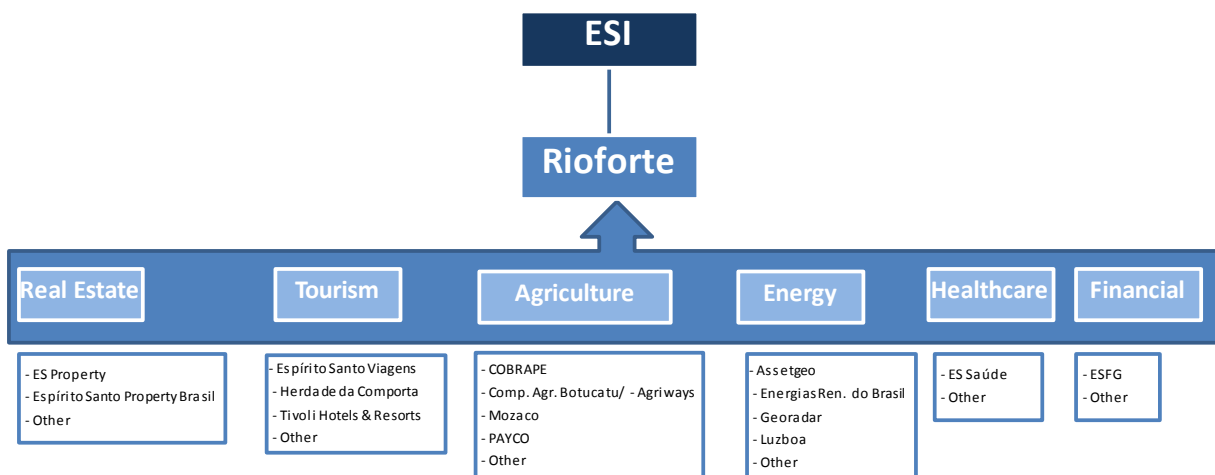 ESI
Rioforte
Real Estate
Tourism
Agriculture
Energy
Healthcare
Financial
- ES Property
- Espírito Santo Property Brasil
- Other
- Espírito Santo Viagens
- Herdade da Comporta
- Tivoli Hotels & Resorts
- Other
- COBRAPE
- Comp. Agr. Botucatu/ - Agriways
- Mozaco
- PAYCO
- Other
- Assetgeo
- Energias Ren. do Brasil
- Georadar
- Luzboa
- Other
- ES Saúde
- Other
- ESFG
- Other